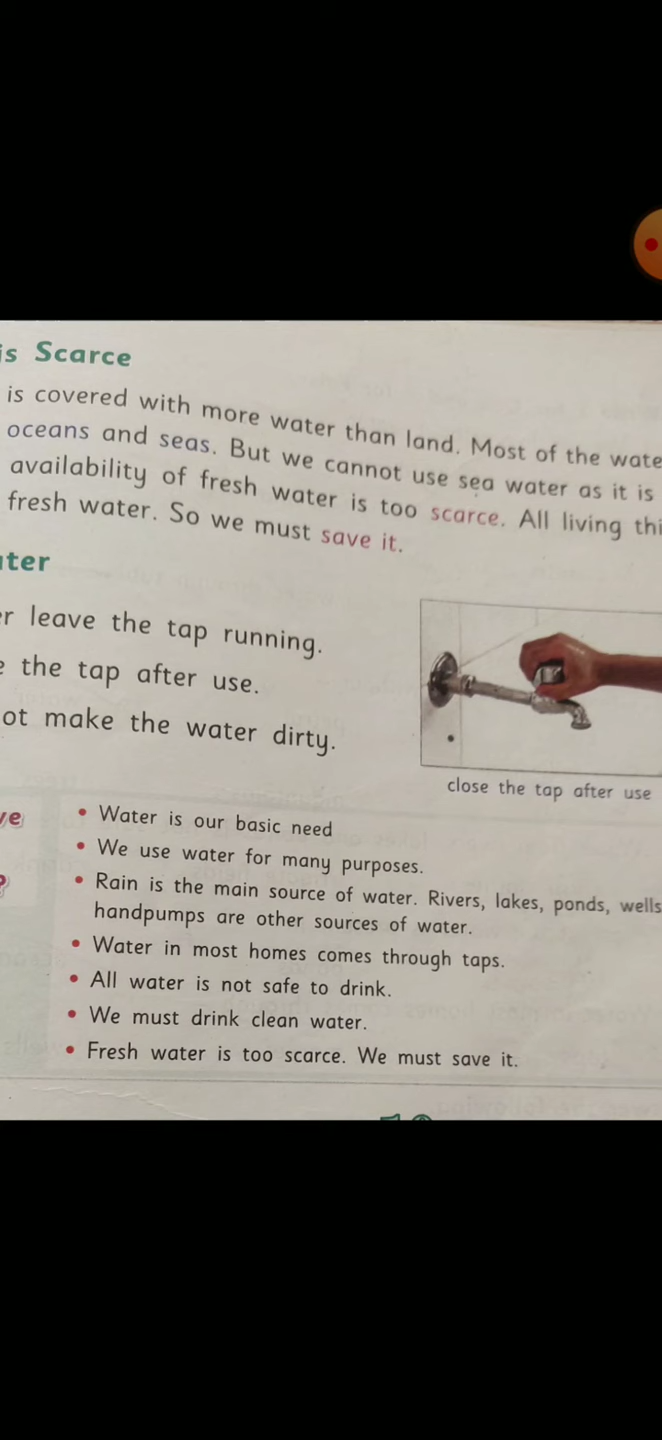 is Scarce
is covered with more water than land. Most of the wate
oceans and seas. But we cannot use sea water as it is
availability of fresh water is too scarce. All living thi
fresh water. So we must save it.
ter
er leave the tap running.
e the tap after use.
ot make the water dirty.
close the tap after use
ve
?
• Water is our basic need
• We use water for many purposes.
• Rain is the main source of water. Rivers, lakes, ponds, wells
handpumps are other sources of water.
• Water in most homes comes through taps.
• All water is not safe to drink.
• We must drink clean water.
• Fresh water is too scarce. We must save it.